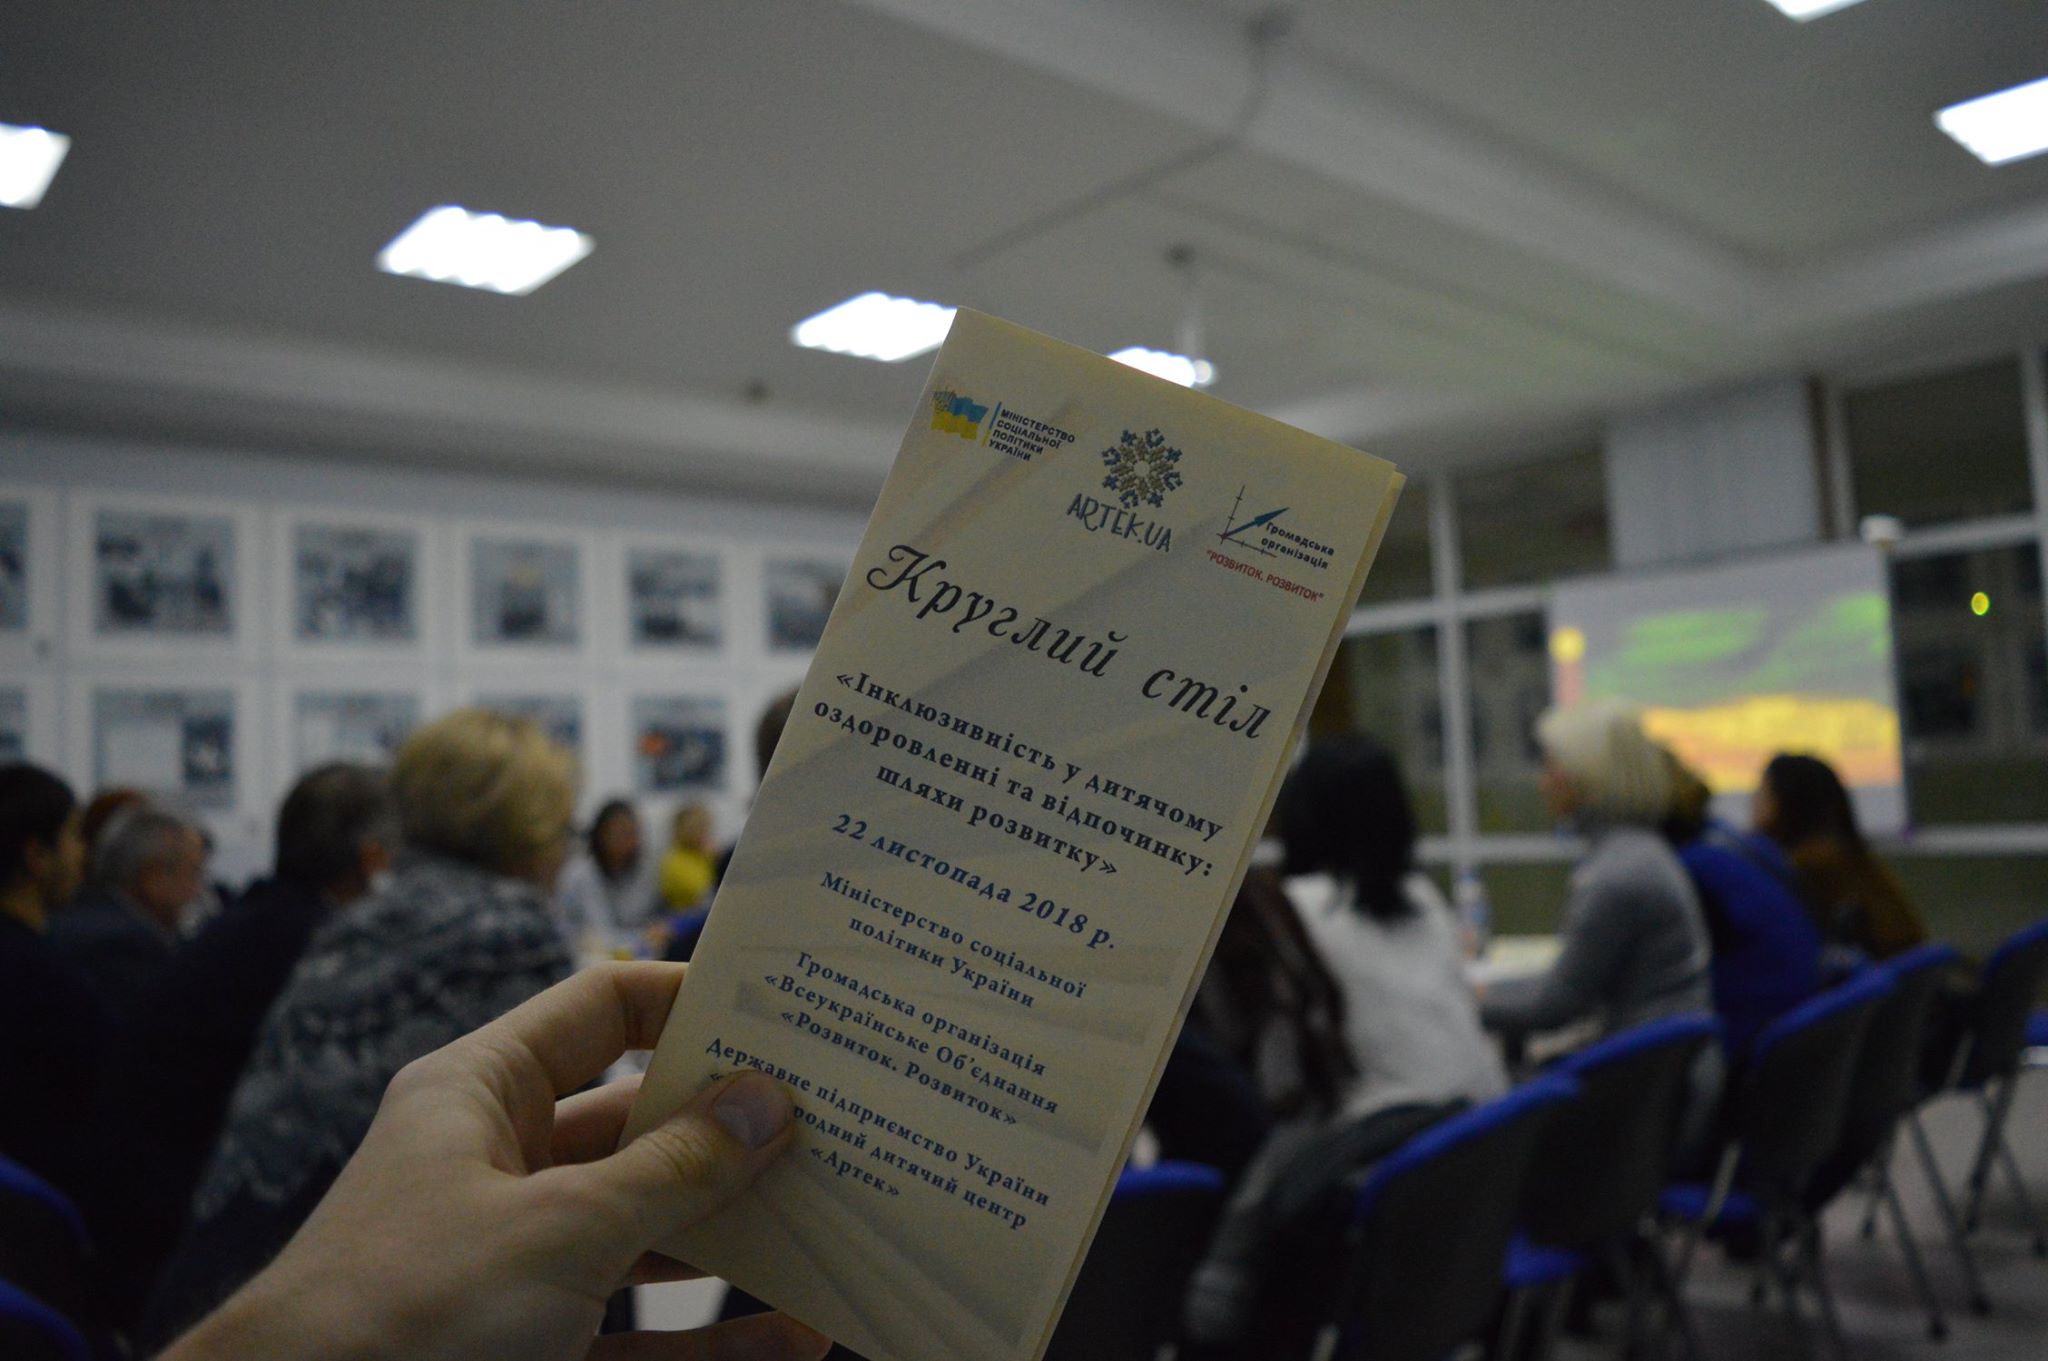 МІНІСТЕРСТВО
СОЦІАЛЬНОЇ
ПОЛІТИКИ
УКРАЇНИ
ARTEK.UA
Громадська
організація
"РОЗВИТОК. РОЗВИТОК"
Круглий стіл
«Інклюзивність у дитячому
оздоровленні та відпочинку:
шляхи розвитку»
22 листопада 2018 р.
Міністерство соціальної
політики України
Громадська організація
«Всеукраїнське Об'єднання
«Розвиток. Розвиток»
Державне підприємство України
дитячий центр
«Артек»